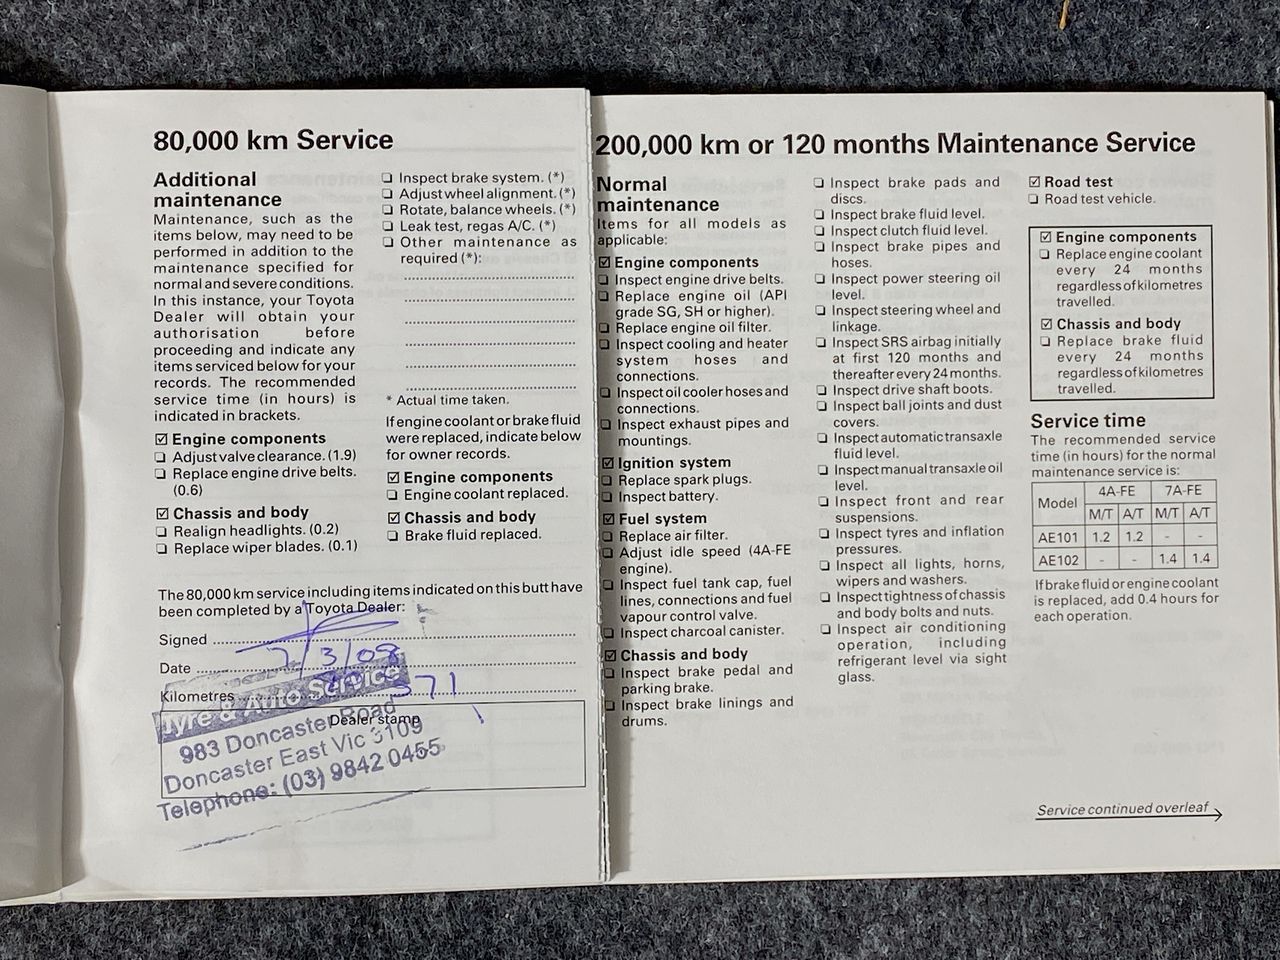 80,000 km Service
Additional
maintenance
Maintenance, such as the
items below, may need to be
performed in addition to the
maintenance specified for
normal and severe conditions.
In this instance, your Toyota
Dealer will obtain your
authorisation before
proceeding and indicate any
items serviced below for your
records. The recommended
service time (in hours) is
indicated in brackets.
☑ Engine components
❏ Adjust valve clearance. (1.9)
❏ Replace engine drive belts.
(0.6)
☑ Chassis and body
❏ Realign headlights. (0.2)
❏ Replace wiper blades. (0.1)
❏ Inspect brake system. (*)
❏ Adjust wheel alignment. (*)
❏ Rotate, balance wheels. (*)
❏ Leak test, regas A/C. (*)
❏ Other maintenance as
required (*):
* Actual time taken.
If engine coolant or brake fluid
were replaced, indicate below
for owner records.
☑ Engine components
❏ Engine coolant replaced.
☑ Chassis and body
❏ Brake fluid replaced.
The 80,000 km service including items indicated on this butt have
been completed by a Toyota Dealer:
Signed
Date 7/3/08
Kilometres 571
Dealer stamp
Tyre & Auto Service
983 Doncaster Road
Doncaster East Vic 3109
Telephone: (03) 9842 0455
200,000 km or 120 months Maintenance Service
Normal
maintenance
Items for all models as
applicable:
☑ Engine components
❏ Inspect engine drive belts.
❏ Replace engine oil (API
grade SG, SH or higher).
❏ Replace engine oil filter.
❏ Inspect cooling and heater
system hoses and
connections.
❏ Inspect oil cooler hoses and
connections.
❏ Inspect exhaust pipes and
mountings.
☑ Ignition system
❏ Replace spark plugs.
❏ Inspect battery.
☑ Fuel system
❏ Replace air filter.
❏ Adjust idle speed (4A-FE
engine).
❏ Inspect fuel tank cap, fuel
lines, connections and fuel
vapour control valve.
❏ Inspect charcoal canister.
☑ Chassis and body
❏ Inspect brake pedal and
parking brake.
❏ Inspect brake linings and
drums.
❏ Inspect brake pads and
discs.
❏ Inspect brake fluid level.
❏ Inspect clutch fluid level.
❏ Inspect brake pipes and
hoses.
❏ Inspect power steering oil
level.
❏ Inspect steering wheel and
linkage.
❏ Inspect SRS airbag initially
at first 120 months and
thereafter every 24 months.
❏ Inspect drive shaft boots.
❏ Inspect ball joints and dust
covers.
❏ Inspect automatic transaxle
fluid level.
❏ Inspect manual transaxle oil
level.
❏ Inspect front and rear
suspensions.
❏ Inspect tyres and inflation
pressures.
❏ Inspect all lights, horns,
wipers and washers.
❏ Inspect tightness of chassis
and body bolts and nuts.
❏ Inspect air conditioning
operation, including
refrigerant level via sight
glass.
☑ Road test
❏ Road test vehicle.
☑ Engine components
❏ Replace engine coolant
every 24 months
regardless of kilometres
travelled.
☑ Chassis and body
❏ Replace brake fluid
every 24 months
regardless of kilometres
travelled.
Service time
The recommended service
time (in hours) for the normal
maintenance service is:
Model 4A-FE 7A-FE
M/T A/T M/T A/T
AE101 1.2 1.2 - -
AE102 - - 1.4 1.4
If brake fluid or engine coolant
is replaced, add 0.4 hours for
each operation.
Service continued overleaf